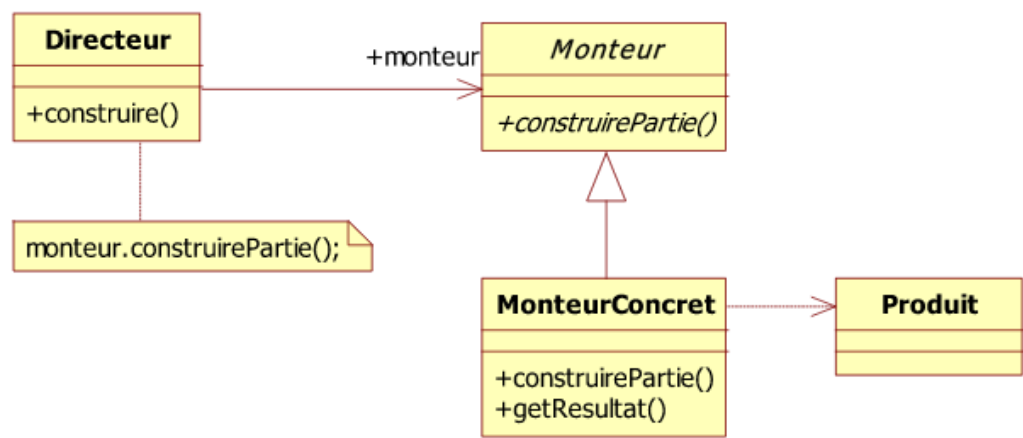 Directeur
+construire()
+monteur
Monteur
+construirePartie()
monteur.construirePartie();
MonteurConcret
+construirePartie()
+getResultat()
Produit